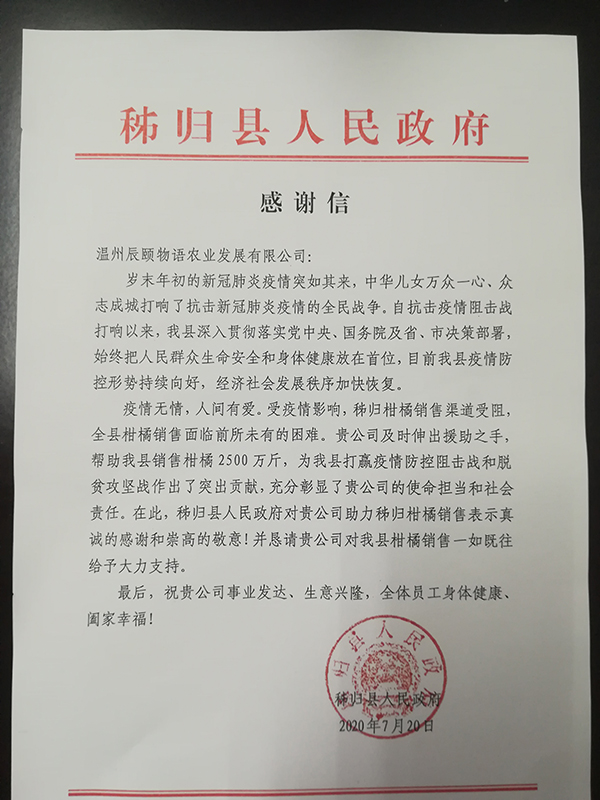 秭归县人民政府
感谢信
温州辰颐物语农业发展有限公司：
岁末年初的新冠肺炎疫情突如其来，中华儿女万众一心、众
志成城打响了抗击新冠肺炎疫情的全民战争。自抗击疫情阻击战
打响以来，我县深入贯彻落实党中央、国务院及省、市决策部署，
始终把人民群众生命安全和身体健康放在首位，目前我县疫情防
控形势持续向好，经济社会发展秩序加快恢复。
疫情无情，人间有爱。受疫情影响，秭归柑橘销售渠道受阻，
全县柑橘销售面临前所未有的困难。贵公司及时伸出援助之手，
帮助我县销售柑橘2500万斤，为我县打赢疫情防控阻击战和脱
贫攻坚战作出了突出贡献，充分彰显了贵公司的使命担当和社会
责任。在此，秭归县人民政府对贵公司助力秭归柑橘销售表示真
诚的感谢和崇高的敬意！并恳请贵公司对我县柑橘销售一如既往
给予大力支持。
最后，祝贵公司事业发达、生意兴隆，全体员工身体健康、
阖家幸福！
秭归县人民政府
秭归县人民政府
2020年7月20日